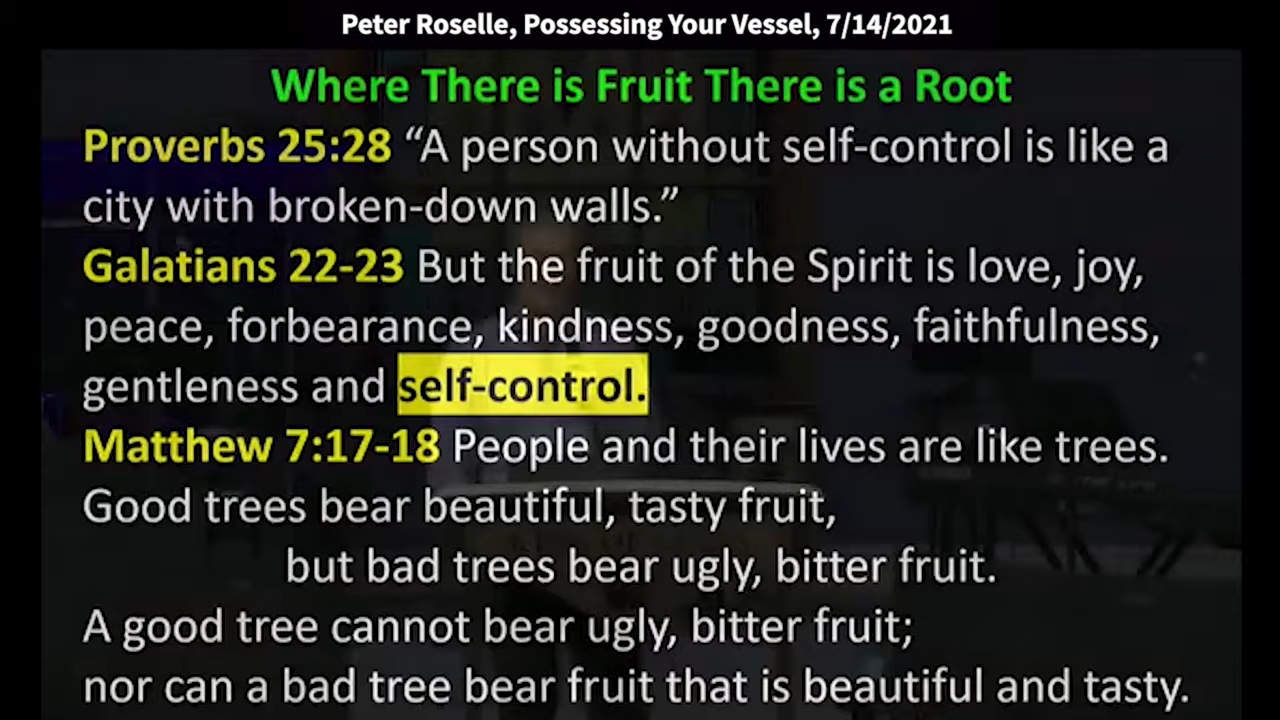 Peter Roselle, Possessing Your Vessel, 7/14/2021
Where There is Fruit There is a Root
Proverbs 25:28 “A person without self-control is like a
city with broken-down walls.”
Galatians 22-23 But the fruit of the Spirit is love, joy,
peace, forbearance, kindness, goodness, faithfulness,
gentleness and self-control.
Matthew 7:17-18 People and their lives are like trees.
Good trees bear beautiful, tasty fruit,
but bad trees bear ugly, bitter fruit.
A good tree cannot bear ugly, bitter fruit;
nor can a bad tree bear fruit that is beautiful and tasty.